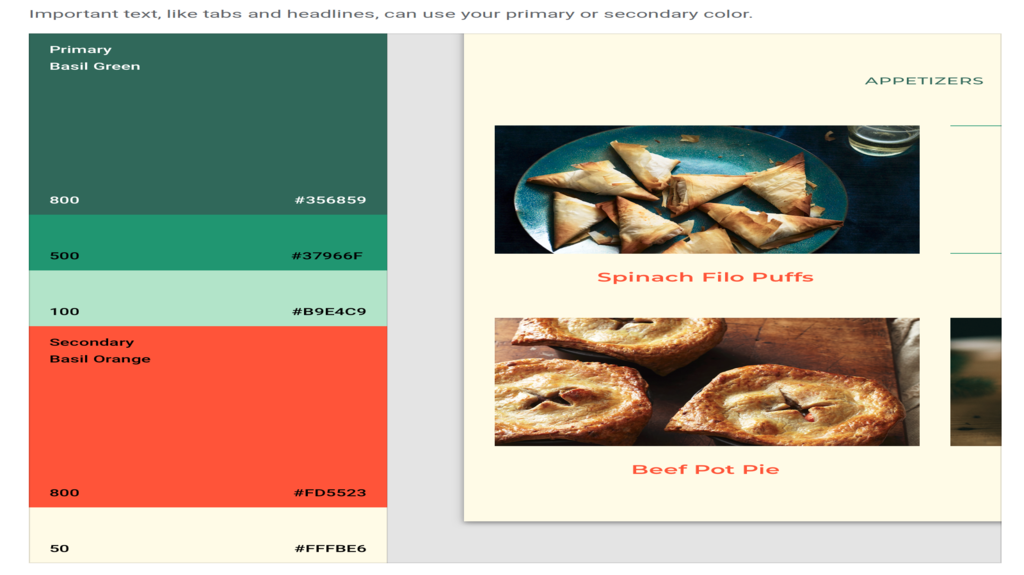 Important text, like tabs and headlines, can use your primary or secondary color.
Primary
Basil Green
800 #356859
500 #37966F
100 #B9E4C9
Secondary
Basil Orange
800 #FD5523
50 #FFFBE6
APPETIZERS
Spinach Filo Puffs
Beef Pot Pie